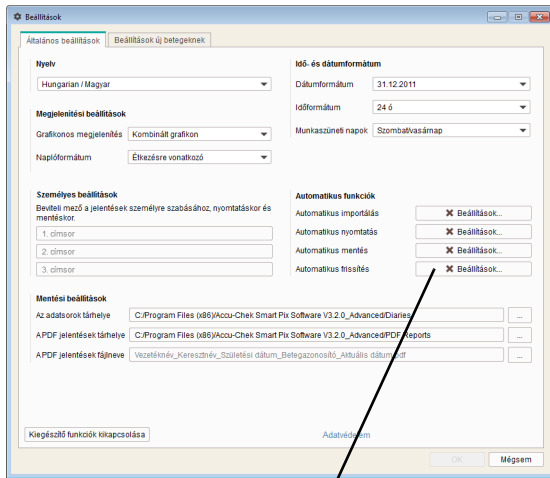 Beállítások
Általános beállítások
Beállítások új betegeknek
Nyelv
Hungarian / Magyar
Megjelenítési beállítások
Grafikonos megjelenítés Kombinált grafikon
Naplóformátum Étkezésre vonatkozó
Idő- és dátumformátum
Dátumformátum 31.12.2011
Időformátum 24 ó
Munkaszüneti napok Szombat/vasárnap
Személyes beállítások
Beviteli mező a jelentések személyre szabásához, nyomtatáskor és
mentéskor.
1. címsor
2. címsor
3. címsor
Automatikus funkciók
Automatikus importálás Beállítások...
Automatikus nyomtatás Beállítások...
Automatikus mentés Beállítások...
Automatikus frissítés Beállítások...
Mentési beállítások
Az adatsorok tárhelye C:/Program Files (x86)/Accu-Chek Smart Pix Software V3.2.0_Advanced/Diaries ...
A PDF jelentések tárhelye C:/Program Files (x86)/Accu-Chek Smart Pix Software V3.2.0_Advanced/PDF Reports ...
A PDF jelentések fájlneve Vezetéknév_Keresztnév_Születési dátum_Betegazonosító_Aktuális dátum.pdf ...
Kiegészítő funkciók kikapcsolása
Adatvédelem
OK
Mégsem